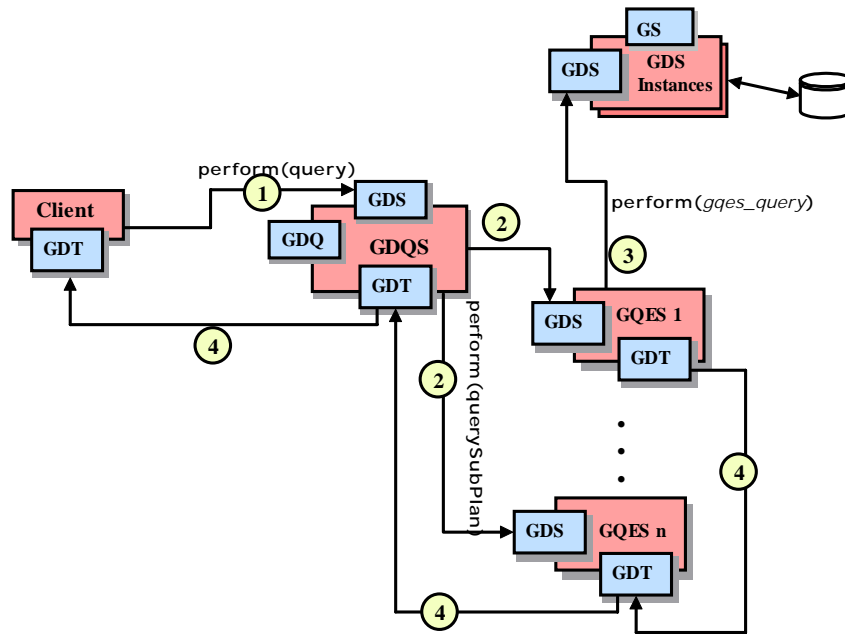 GS
GDS
GDS
Instances
perform(query)
1
GDS
Client
GDT
GDQ
GDQS
GDT
2
perform(gqes_query)
3
GDS
GQES 1
GDT
4
2
perform(querySubPlan)
4
GDS
GQES n
GDT
4